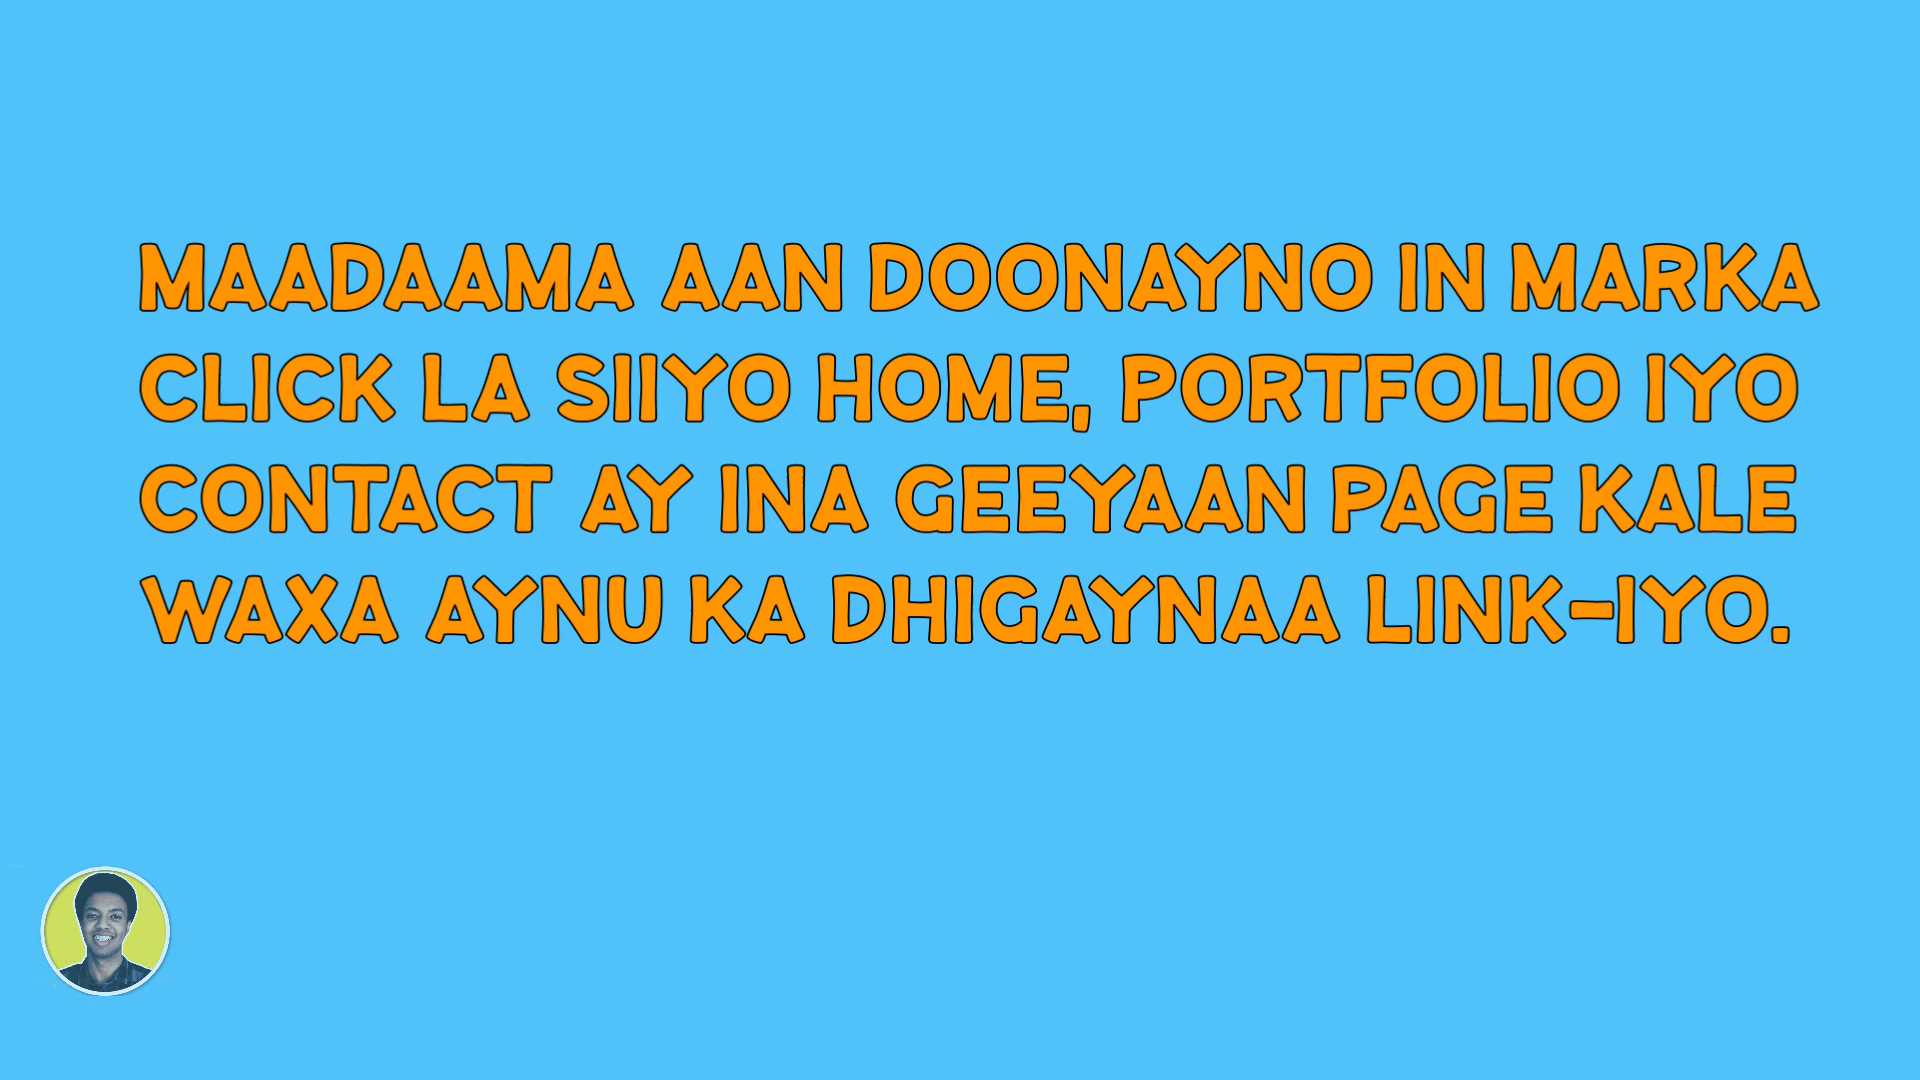 MAADAAMA AAN DOONAYNO IN MARKA
CLICK LA SIIYO HOME, PORTFOLIO IYO
CONTACT AY INA GEEYAAN PAGE KALE
WAXA AYNU KA DHIGAYNAA LINK-IYO.